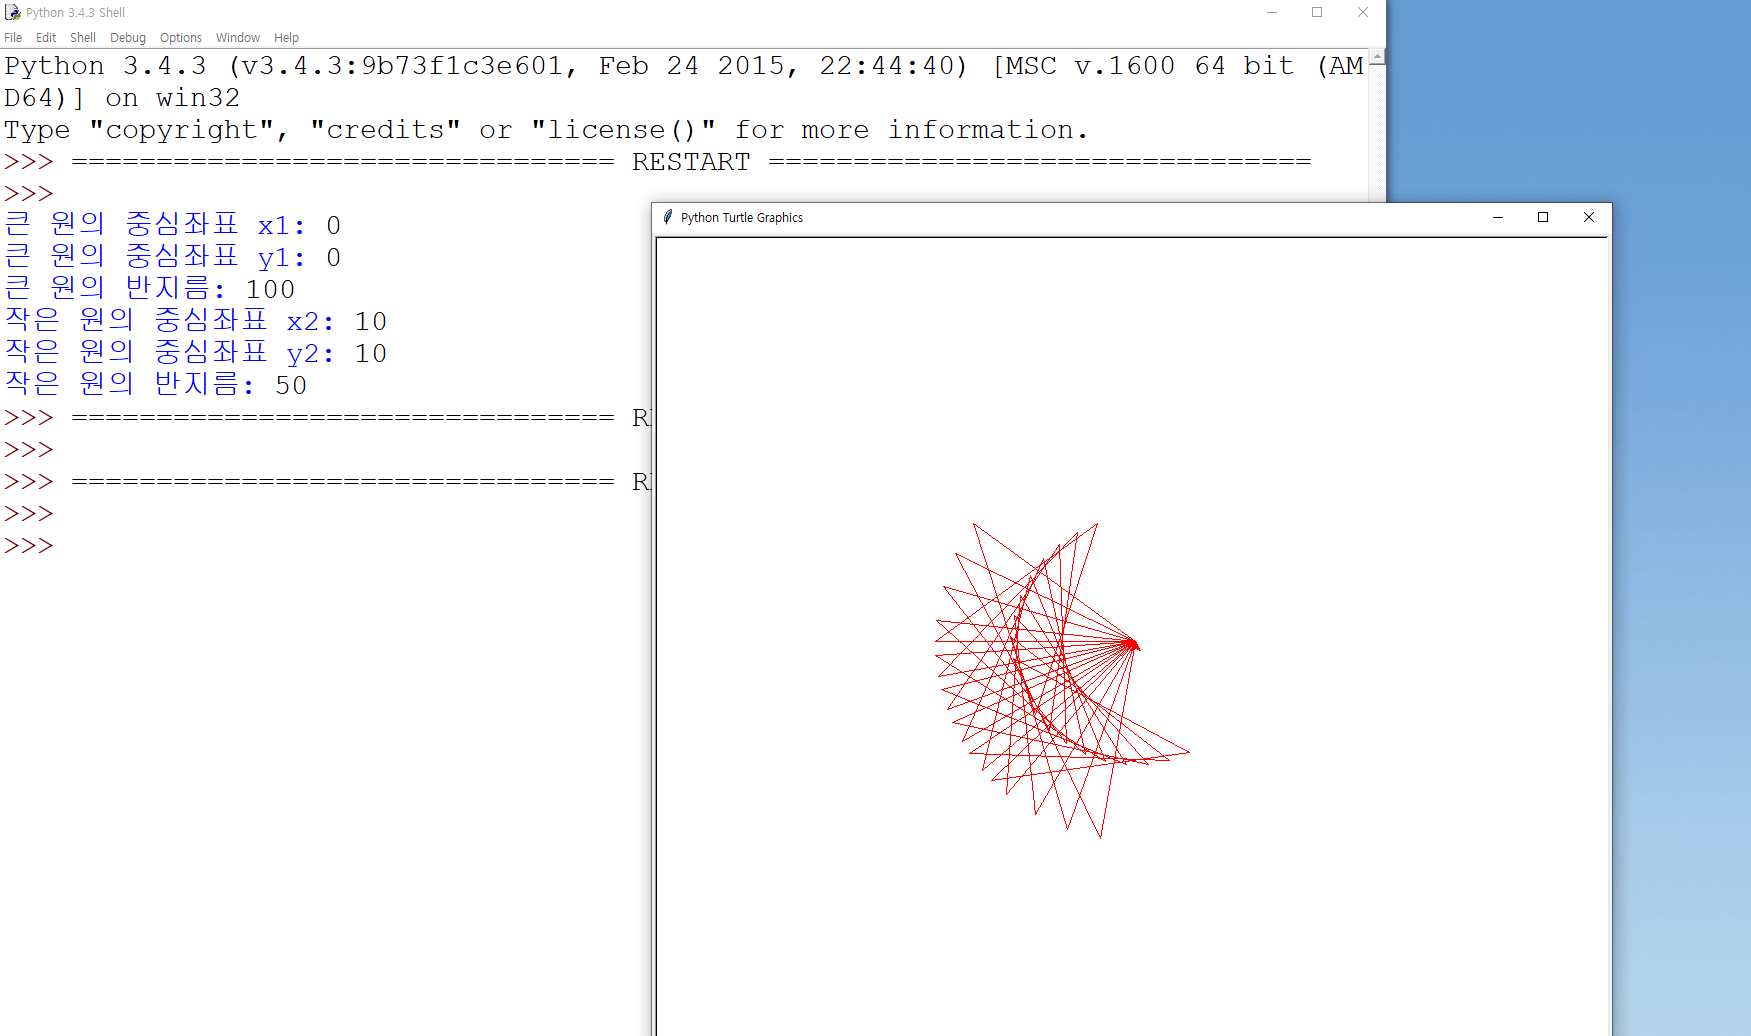 Python 3.4.3 Shell
File Edit Shell Debug Options Window Help
Python 3.4.3 (v3.4.3:9b73f1c3e601, Feb 24 2015, 22:44:40) [MSC v.1600 64 bit (AM
D64)] on win32
Type "copyright", "credits" or "license()" for more information.
>>> ================================ RESTART ================================
>>>
큰 원의 중심좌표 x1: 0
큰 원의 중심좌표 y1: 0
큰 원의 반지름: 100
작은 원의 중심좌표 x2: 10
작은 원의 중심좌표 y2: 10
작은 원의 반지름: 50
>>> ================================ R
>>>
>>> ================================ R
>>>
>>>
Python Turtle Graphics